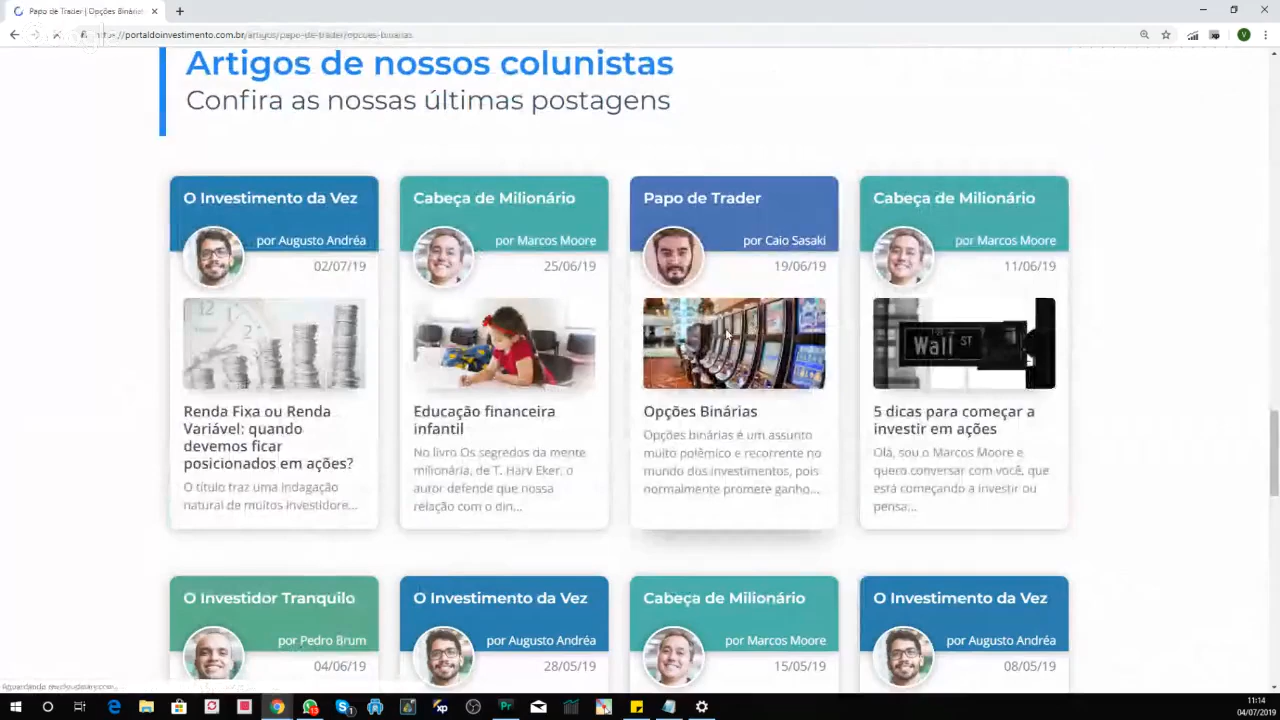 Papo de Trader | Opções Binária
portaldoinvestimento.com.br/artigos/papo-de-trader/opcoes-binarias
V
Artigos de nossos colunistas
Confira as nossas últimas postagens
O Investimento da Vez
por Augusto Andréa
02/07/19
Renda Fixa ou Renda
Variável: quando
devemos ficar
posicionados em ações?
O título traz uma indagação
natural de muitos investidore...
Cabeça de Milionário
por Marcos Moore
25/06/19
Educação financeira
infantil
No livro Os segredos da mente
milionária, de T. Harv Eker, o
autor defende que nossa
relação com o din...
Papo de Trader
por Caio Sasaki
19/06/19
Opções Binárias
Opções binárias é um assunto
muito polêmico e recorrente no
mundo dos investimentos, pois
normalmente promete ganho...
Cabeça de Milionário
por Marcos Moore
11/06/19
Wall ST
5 dicas para começar a
investir em ações
Olá, sou o Marcos Moore e
quero conversar com você, que
está começando a investir ou
pensa...
O Investidor Tranquilo
por Pedro Brum
04/06/19
O Investimento da Vez
por Augusto Andréa
28/05/19
Cabeça de Milionário
por Marcos Moore
15/05/19
O Investimento da Vez
por Augusto Andréa
08/05/19
Aguardando
11:14
04/07/2019